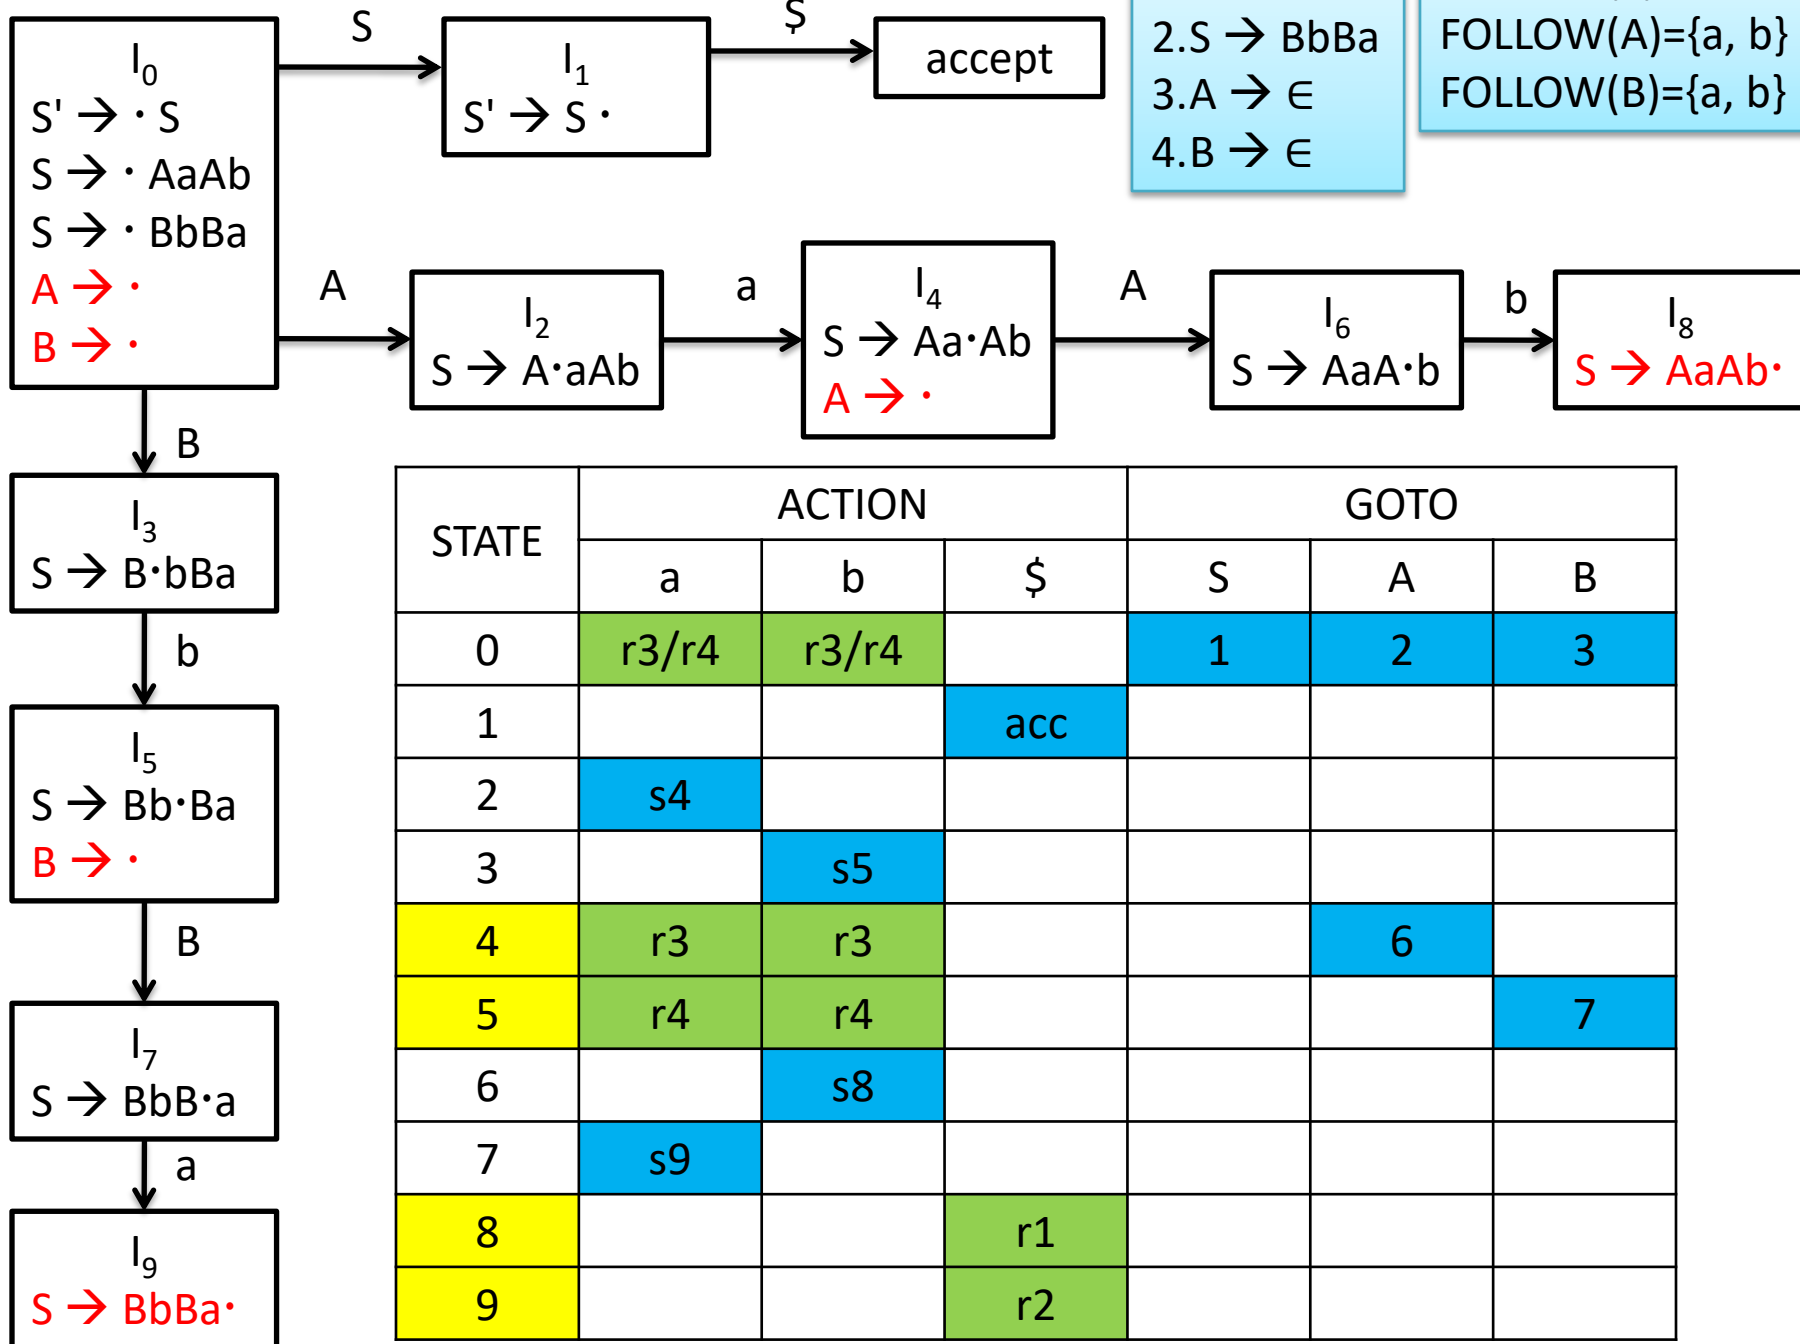 S
$
I0
S' → · S
S → · AaAb
S → · BbBa
A → ·
B → ·
I1
S' → S ·
accept
2.S → BbBa
3.A → ∈
4.B → ∈
FOLLOW(A)={a, b}
FOLLOW(B)={a, b}
A
I2
S → A·aAb
a
I4
S → Aa·Ab
A → ·
A
I6
S → AaA·b
b
I8
S → AaAb·
B
I3
S → B·bBa
b
I5
S → Bb·Ba
B → ·
B
I7
S → BbB·a
a
I9
S → BbBa·
STATE ACTION GOTO
a b $ S A B
0 r3/r4 r3/r4 1 2 3
1 acc
2 s4
3 s5
4 r3 r3 6
5 r4 r4 7
6 s8
7 s9
8 r1
9 r2